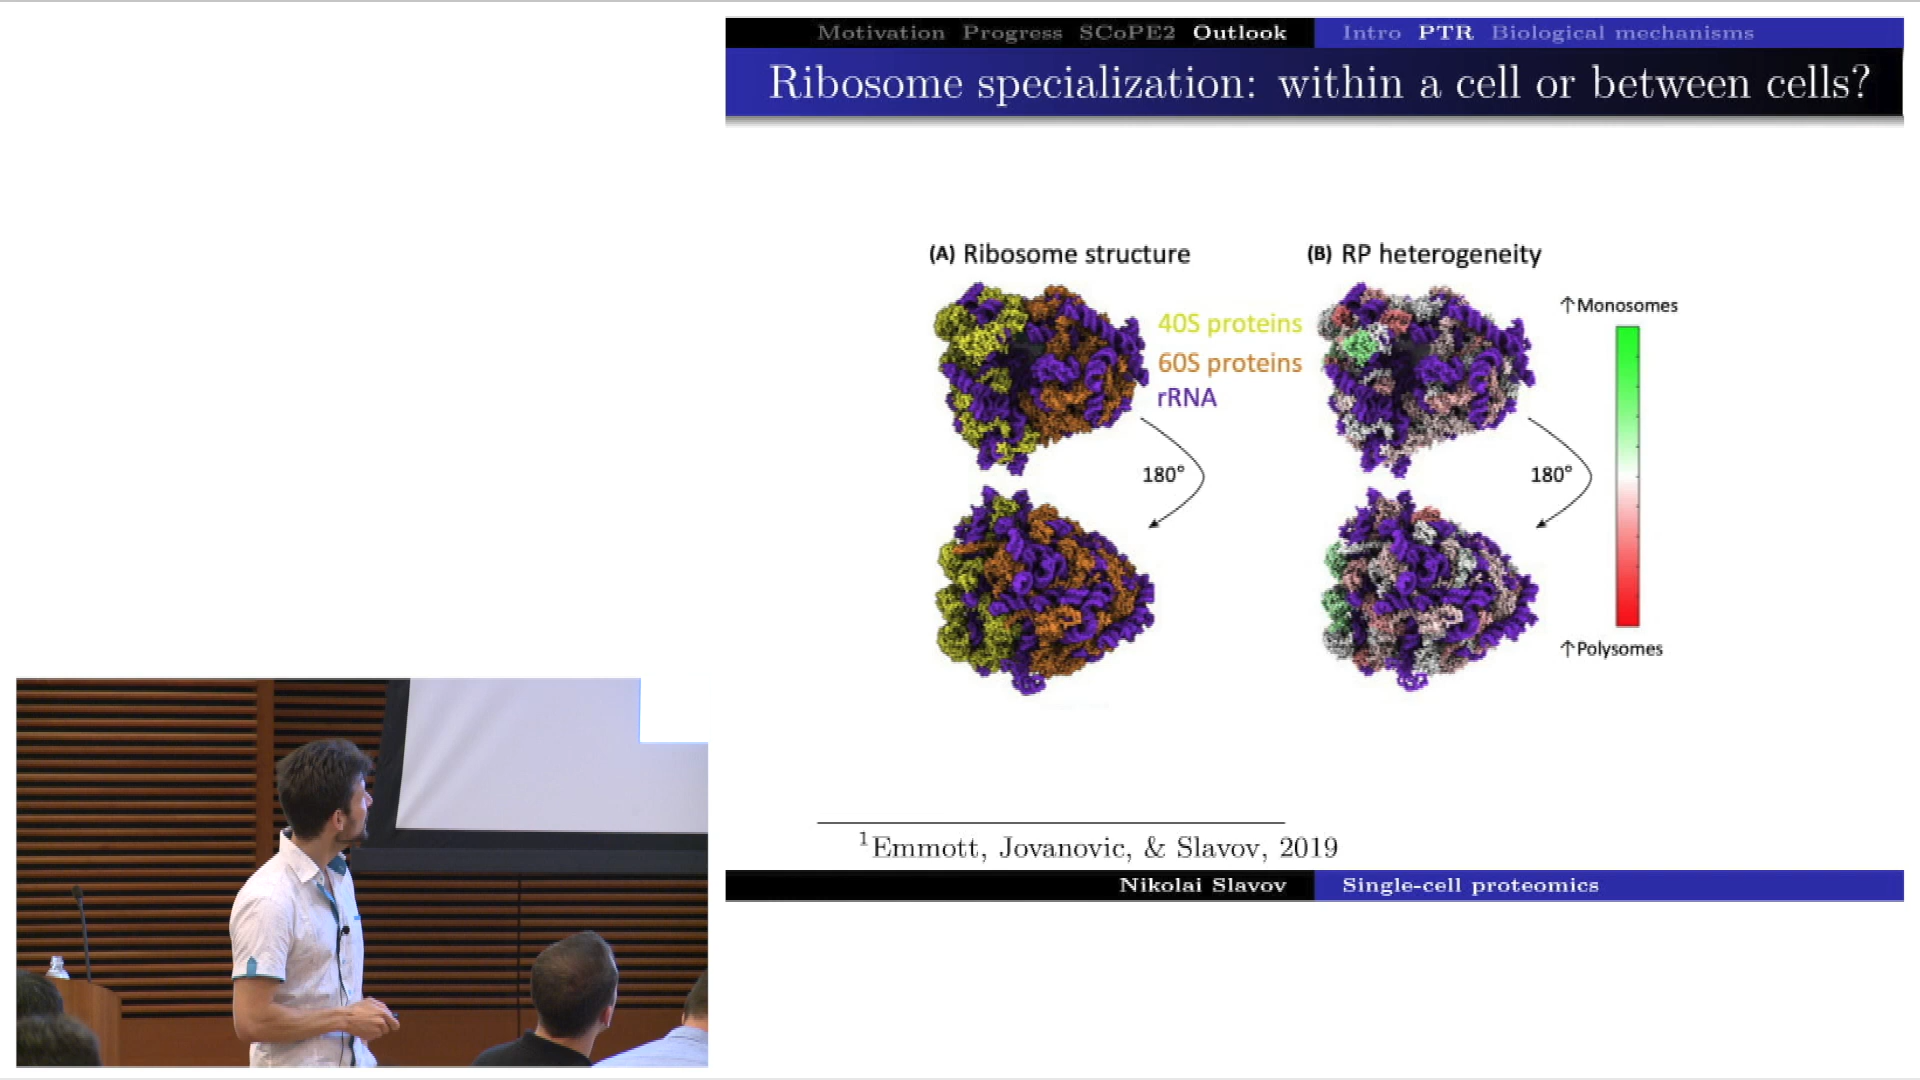 Motivation Progress SCoPE2 Outlook Intro PTR Biological mechanisms
Ribosome specialization: within a cell or between cells?
(A) Ribosome structure
(B) RP heterogeneity
↑Monosomes
40S proteins
60S proteins
rRNA
180°
180°
↑Polysomes
1Emmott, Jovanovic, & Slavov, 2019
Nikolai Slavov Single-cell proteomics